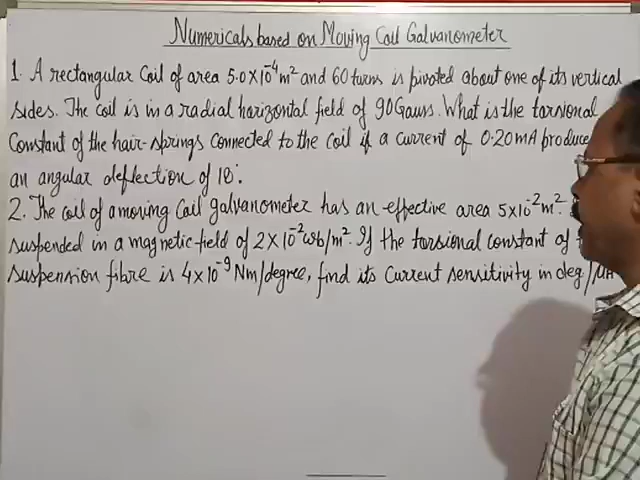 Numericals based on Moving Coil Galvanometer
1. A rectangular Coil of area 5.0×10⁻⁴m² and 60 turns is pivoted about one of its vertical
sides. The coil is in a radial horizontal field of 90 Gauss. What is the torsional
Constant of the hair-springs connected to the coil if a current of 0.20mA produce
an angular deflection of 18°.
2. The coil of a moving Coil galvanometer has an effective area 5×10⁻²m².
suspended in a magnetic field of 2×10⁻²wb/m². If the torsional constant of
suspension fibre is 4×10⁻⁹ Nm/degree, find its Current sensitivity in deg/μA